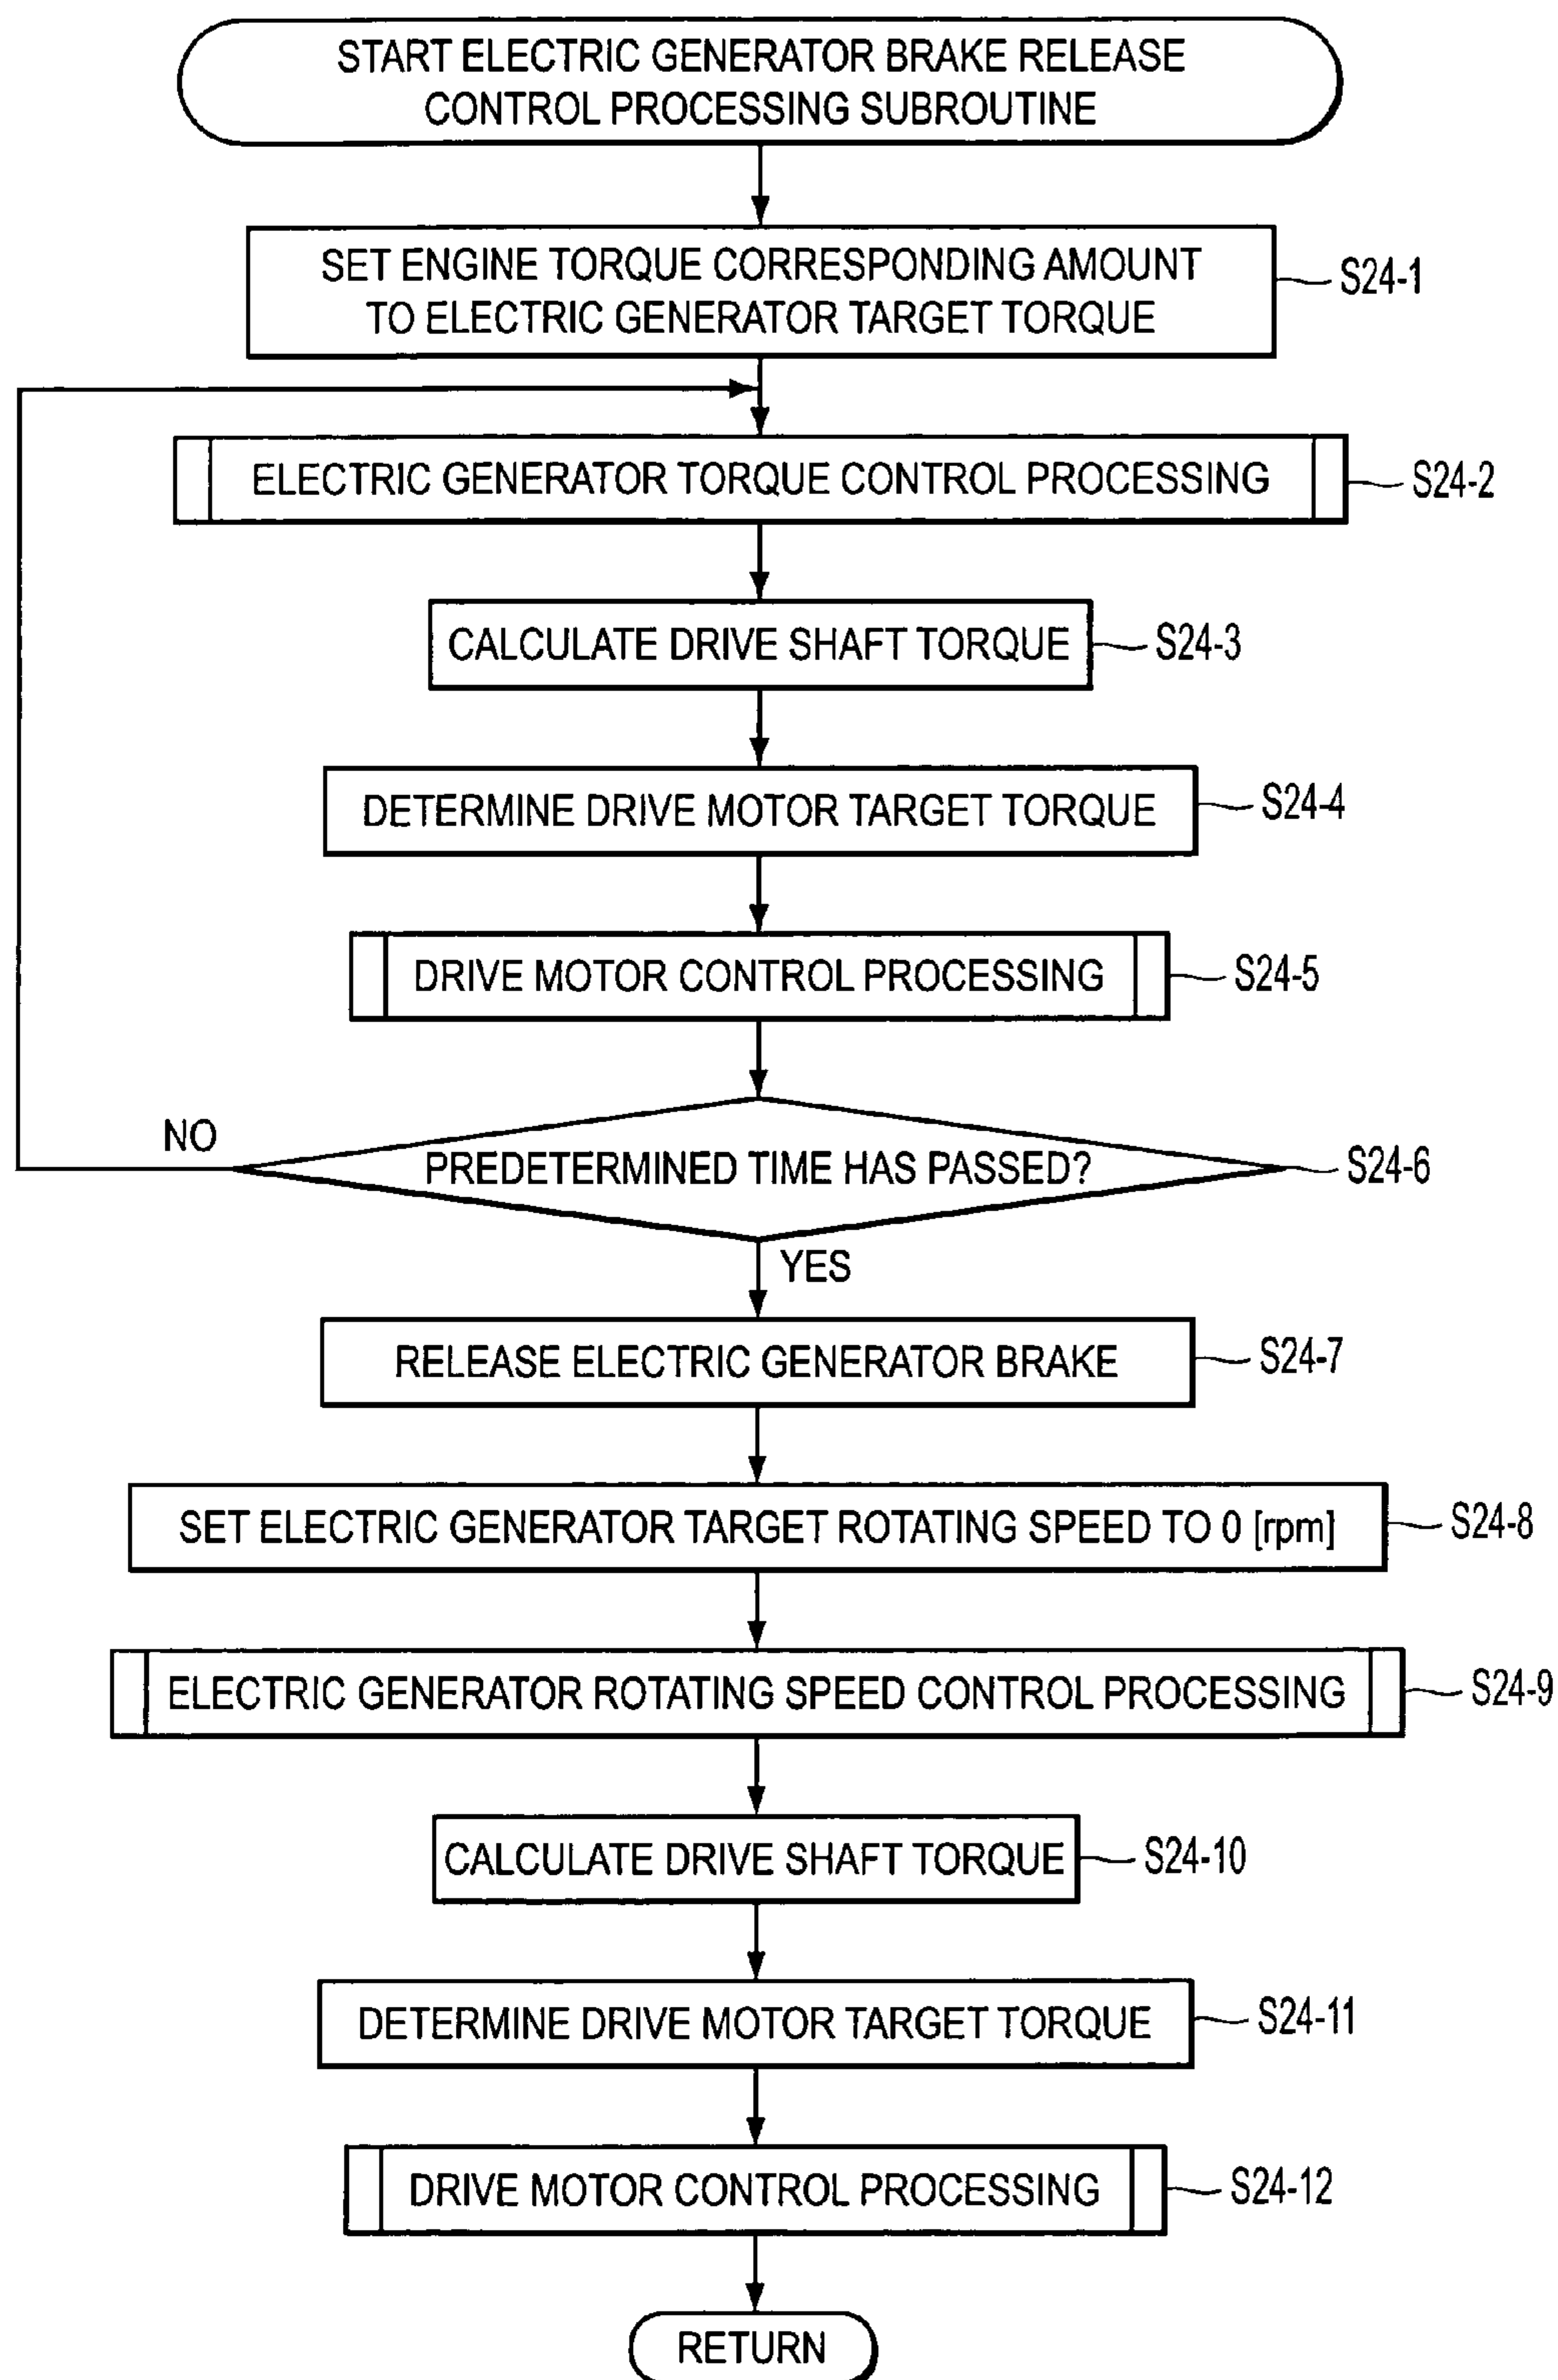 START ELECTRIC GENERATOR BRAKE RELEASE
CONTROL PROCESSING SUBROUTINE
SET ENGINE TORQUE CORRESPONDING AMOUNT
TO ELECTRIC GENERATOR TARGET TORQUE
S24-1
ELECTRIC GENERATOR TORQUE CONTROL PROCESSING
S24-2
CALCULATE DRIVE SHAFT TORQUE
S24-3
DETERMINE DRIVE MOTOR TARGET TORQUE
S24-4
DRIVE MOTOR CONTROL PROCESSING
S24-5
NO
PREDETERMINED TIME HAS PASSED?
S24-6
YES
RELEASE ELECTRIC GENERATOR BRAKE
S24-7
SET ELECTRIC GENERATOR TARGET ROTATING SPEED TO 0 [rpm]
S24-8
ELECTRIC GENERATOR ROTATING SPEED CONTROL PROCESSING
S24-9
CALCULATE DRIVE SHAFT TORQUE
S24-10
DETERMINE DRIVE MOTOR TARGET TORQUE
S24-11
DRIVE MOTOR CONTROL PROCESSING
S24-12
RETURN